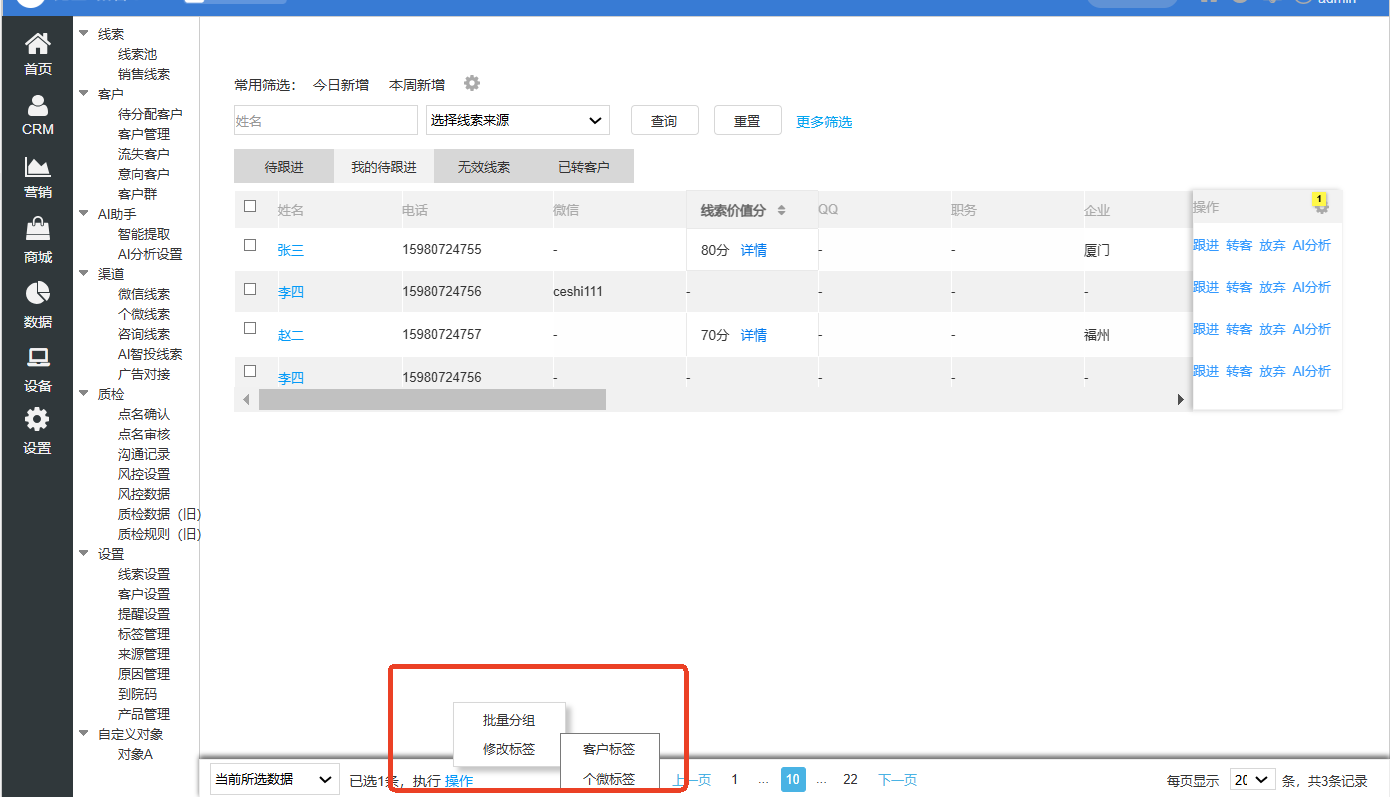 admin
首页
CRM
营销
商城
数据
设备
设置
线索
线索池
销售线索
客户
待分配客户
客户管理
流失客户
意向客户
客户群
AI助手
智能提取
AI分析设置
渠道
微信线索
个微线索
咨询线索
AI智投线索
广告对接
质检
点名确认
点名审核
沟通记录
风控设置
风控数据
质检数据（旧）
质检规则（旧）
设置
线索设置
客户设置
提醒设置
标签管理
来源管理
原因管理
到院码
产品管理
自定义对象
对象A
常用筛选： 今日新增 本周新增
姓名 选择线索来源 查询 重置 更多筛选
待跟进 我的待跟进 无效线索 已转客户
姓名 电话 微信 线索价值分 QQ 职务 企业 操作 1
张三 15980724755 - 80分 详情 - - 厦门 跟进 转客 放弃 AI分析
李四 15980724756 ceshi111 - - - - 跟进 转客 放弃 AI分析
赵二 15980724757 - 70分 详情 - - 福州 跟进 转客 放弃 AI分析
李四 15980724756 - - - - - 跟进 转客 放弃 AI分析
批量分组
修改标签 客户标签
个微标签
当前所选数据 已选1条，执行 操作 上一页 1 ... 10 ... 22 下一页 每页显示 20 条，共3条记录